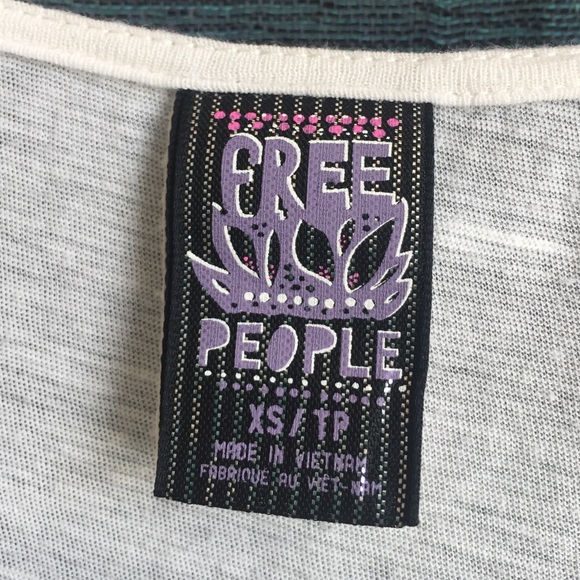 FREE
PEOPLE
XS/TP
MADE IN VIETNAM
FABRIQUE AU VIET-NAM